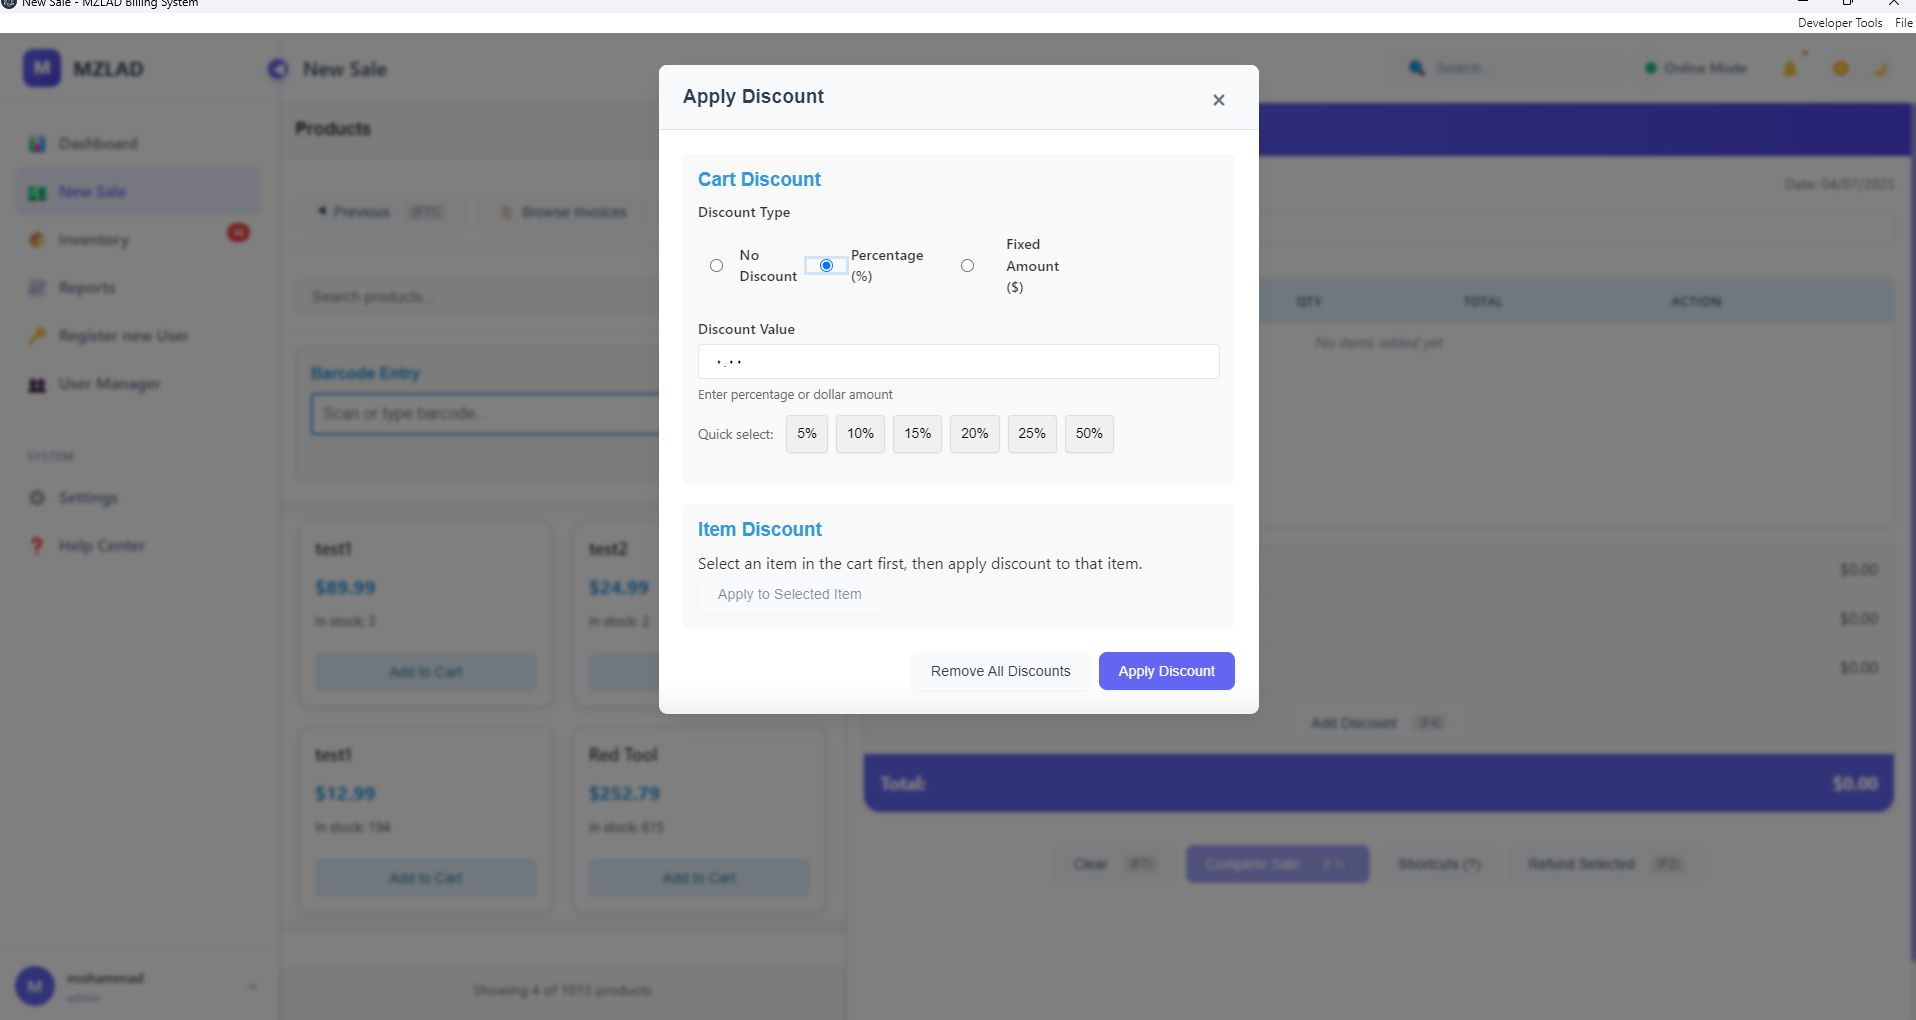 New Sale - MZLAD Billing System
Developer Tools File
M MZLAD
New Sale
Search...
Online Mode
Dashboard
New Sale
Inventory
Reports
Register new User
User Manager
SYSTEM
Settings
Help Center
M mohammad
admin
Products
Previous (F11)
Browse Invoices
Search products...
Barcode Entry
Scan or type barcode...
test1
$89.99
In stock: 3
Add to Cart
test2
$24.99
In stock: 2
test1
$12.99
In stock: 194
Add to Cart
Red Tool
$252.79
In stock: 615
Add to Cart
Showing 4 of 1013 products
Apply Discount
×
Cart Discount
Discount Type
No Discount
Percentage (%)
Fixed Amount ($)
Discount Value
٠.٠٠
Enter percentage or dollar amount
Quick select: 5% 10% 15% 20% 25% 50%
Item Discount
Select an item in the cart first, then apply discount to that item.
Apply to Selected Item
Remove All Discounts
Apply Discount
Date: 04/07/2025
QTY TOTAL ACTION
No items added yet
$0.00
$0.00
$0.00
Add Discount (F4)
Total: $0.00
Clear (F7)
Complete Sale
Shortcuts (?)
Refund Selected (F2)